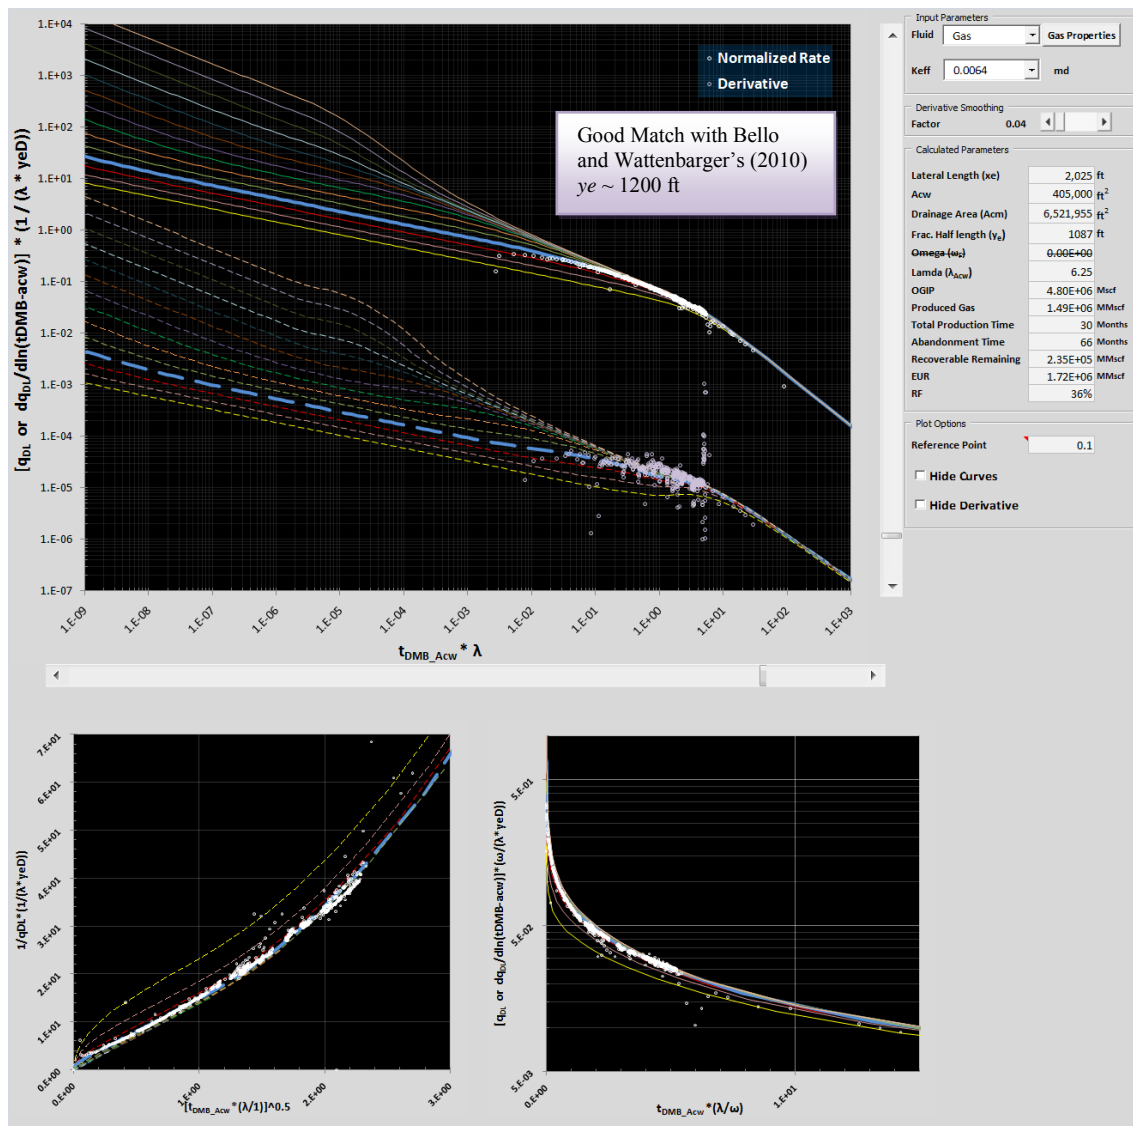 1.E+04
1.E+03
1.E+02
1.E+01
1.E+00
1.E-01
1.E-02
1.E-03
1.E-04
1.E-05
1.E-06
1.E-07
[qDL or dqDL/dln(tDMB-acw)] * (1 / (λ * yeD))
Normalized Rate
Derivative
Good Match with Bello
and Wattenbarger's (2010)
ye ~ 1200 ft
1.E-09
1.E-08
1.E-07
1.E-06
1.E-05
1.E-04
1.E-03
1.E-02
1.E-01
1.E+00
1.E+01
1.E+02
1.E+03
tDMB_Acw * λ
Input Parameters
Fluid Gas Gas Properties
Keff 0.0064 md
Derivative Smoothing
Factor 0.04
Calculated Parameters
Lateral Length (xe) 2,025 ft
Acw 405,000 ft2
Drainage Area (Acm) 6,521,955 ft2
Frac. Half length (ye) 1087 ft
Lamda (λAcw) 6.25
OGIP 4.80E+06 Mscf
Produced Gas 1.49E+06 MMscf
Total Production Time 30 Months
Abandonment Time 66 Months
Recoverable Remaining 2.35E+05 MMscf
EUR 1.72E+06 MMscf
RF 36%
Plot Options
Reference Point 0.1
Hide Curves
Hide Derivative
7.E+01
6.E+01
5.E+01
4.E+01
3.E+01
2.E+01
1.E+01
0.E+00
1/qDL*(1/(λ*yeD))
0.E+00
1.E+00
2.E+00
3.E+00
[tDMB_Acw *(λ/1)]^0.5
5.E-01
5.E-02
5.E-03
[qDL or dqDL/dln(tDMB-acw)]*(ω/(λ*yeD))
0.E+00
1.E+01
tDMB_Acw *(λ/ω)